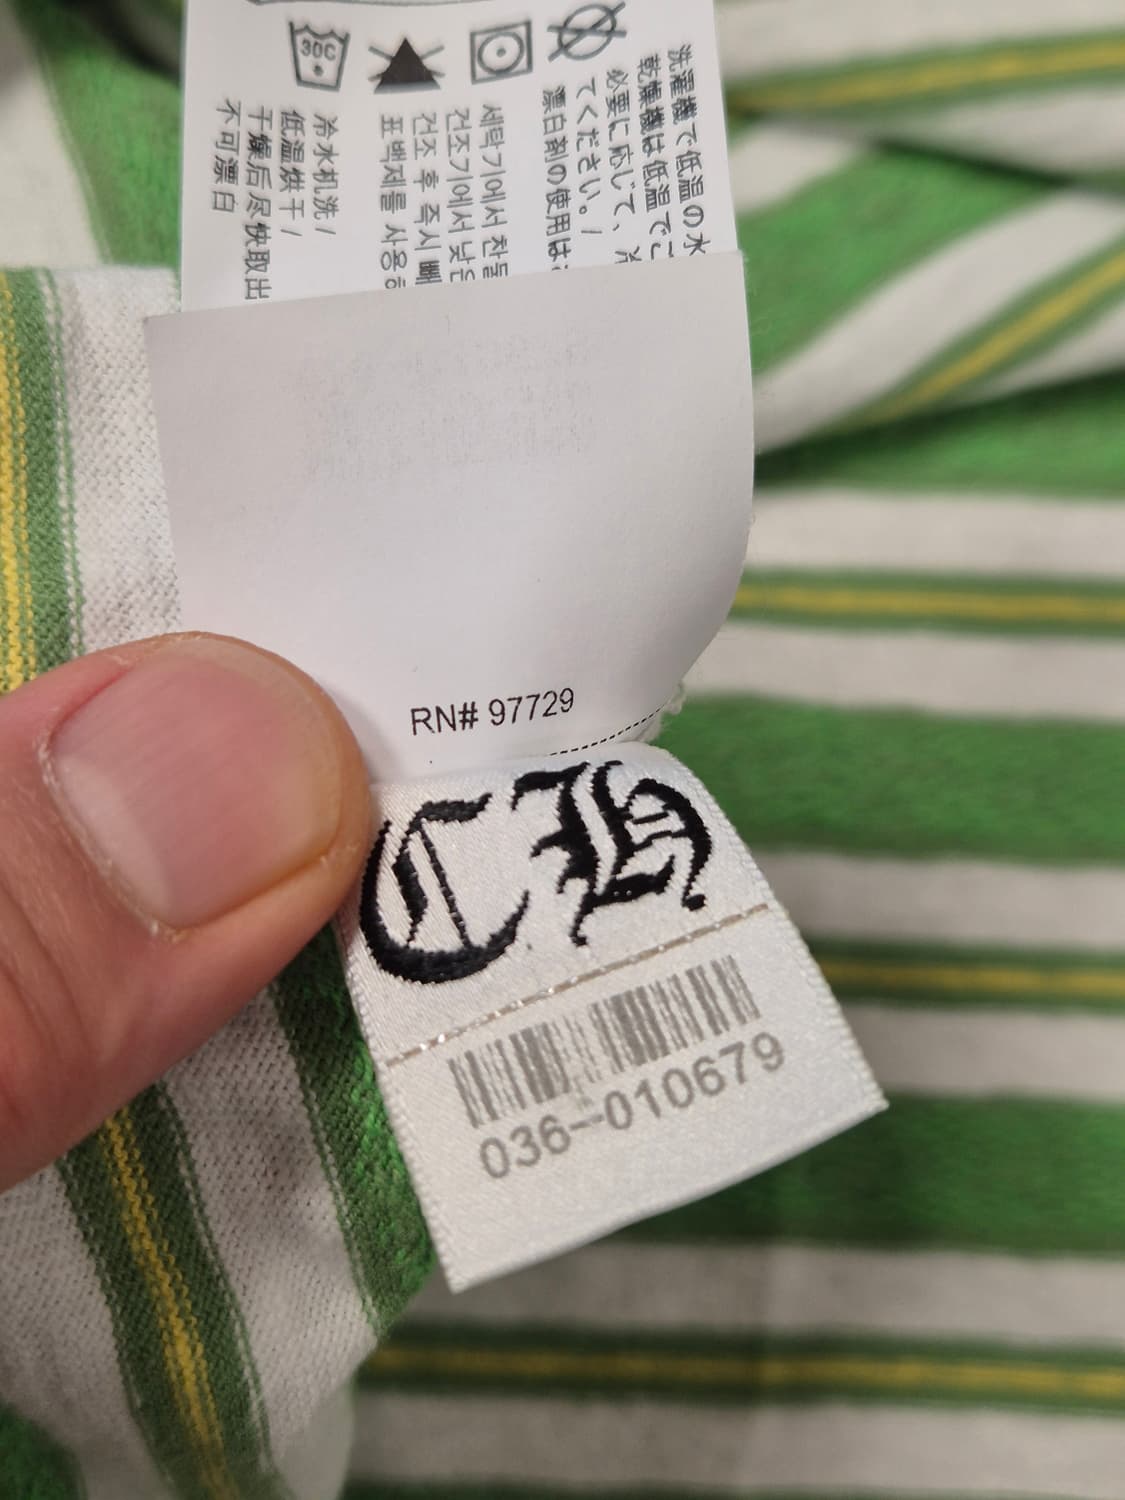 30C
冷水机洗 /
低温烘干 /
干燥后尽快取出
不可漂白
세탁기에서 찬물
건조기에서 낮은
건조 후 즉시 빼
표백제를 사용하
洗濯機で低温の水
乾燥機は低温でご
必要に応じて、
てください。 /
漂白剤の使用は
RN# 97729
CH
036--010679